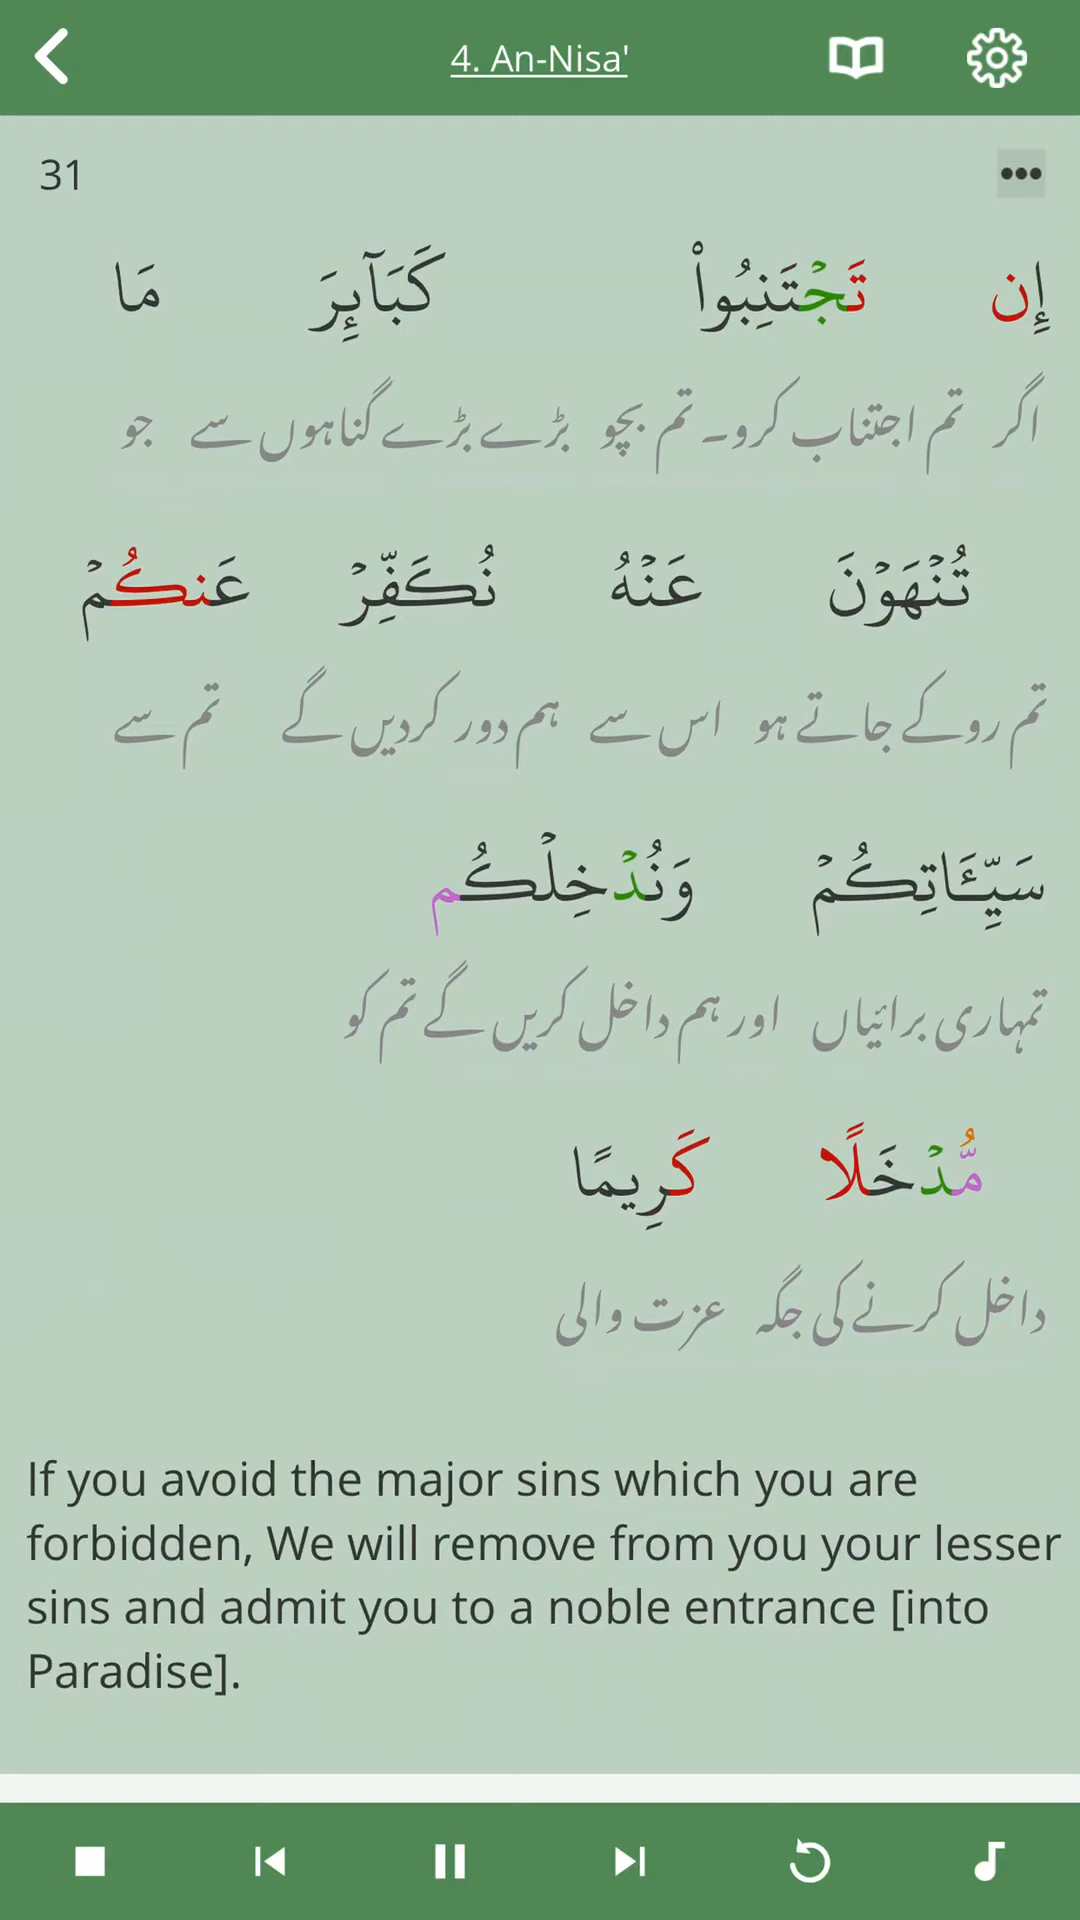 4. An-Nisa'
31
إِن تَجۡتَنِبُواْ كَبَآئِرَ مَا
اگر تم اجتناب کرو۔ تم بچو بڑے بڑے گناہوں سے جو
تُنۡهَوۡنَ عَنۡهُ نُكَفِّرۡ عَنكُمۡ
تم روکے جاتے ہو اس سے ہم دور کردیں گے تم سے
سَيِّـَٔاتِكُمۡ وَنُدۡخِلۡكُم
تمہاری برائیاں اور ہم داخل کریں گے تم کو
مُّدۡخَلًا كَرِيمًا
داخل کرنے کی جگہ عزت والی
If you avoid the major sins which you are
forbidden, We will remove from you your lesser
sins and admit you to a noble entrance [into
Paradise].